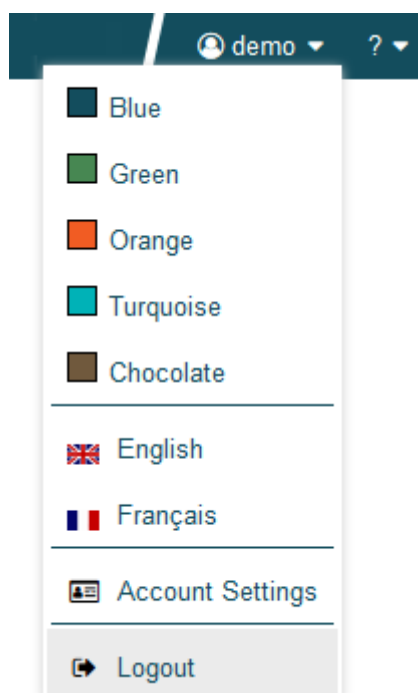 demo ?
Blue
Green
Orange
Turquoise
Chocolate
English
Français
Account Settings
Logout